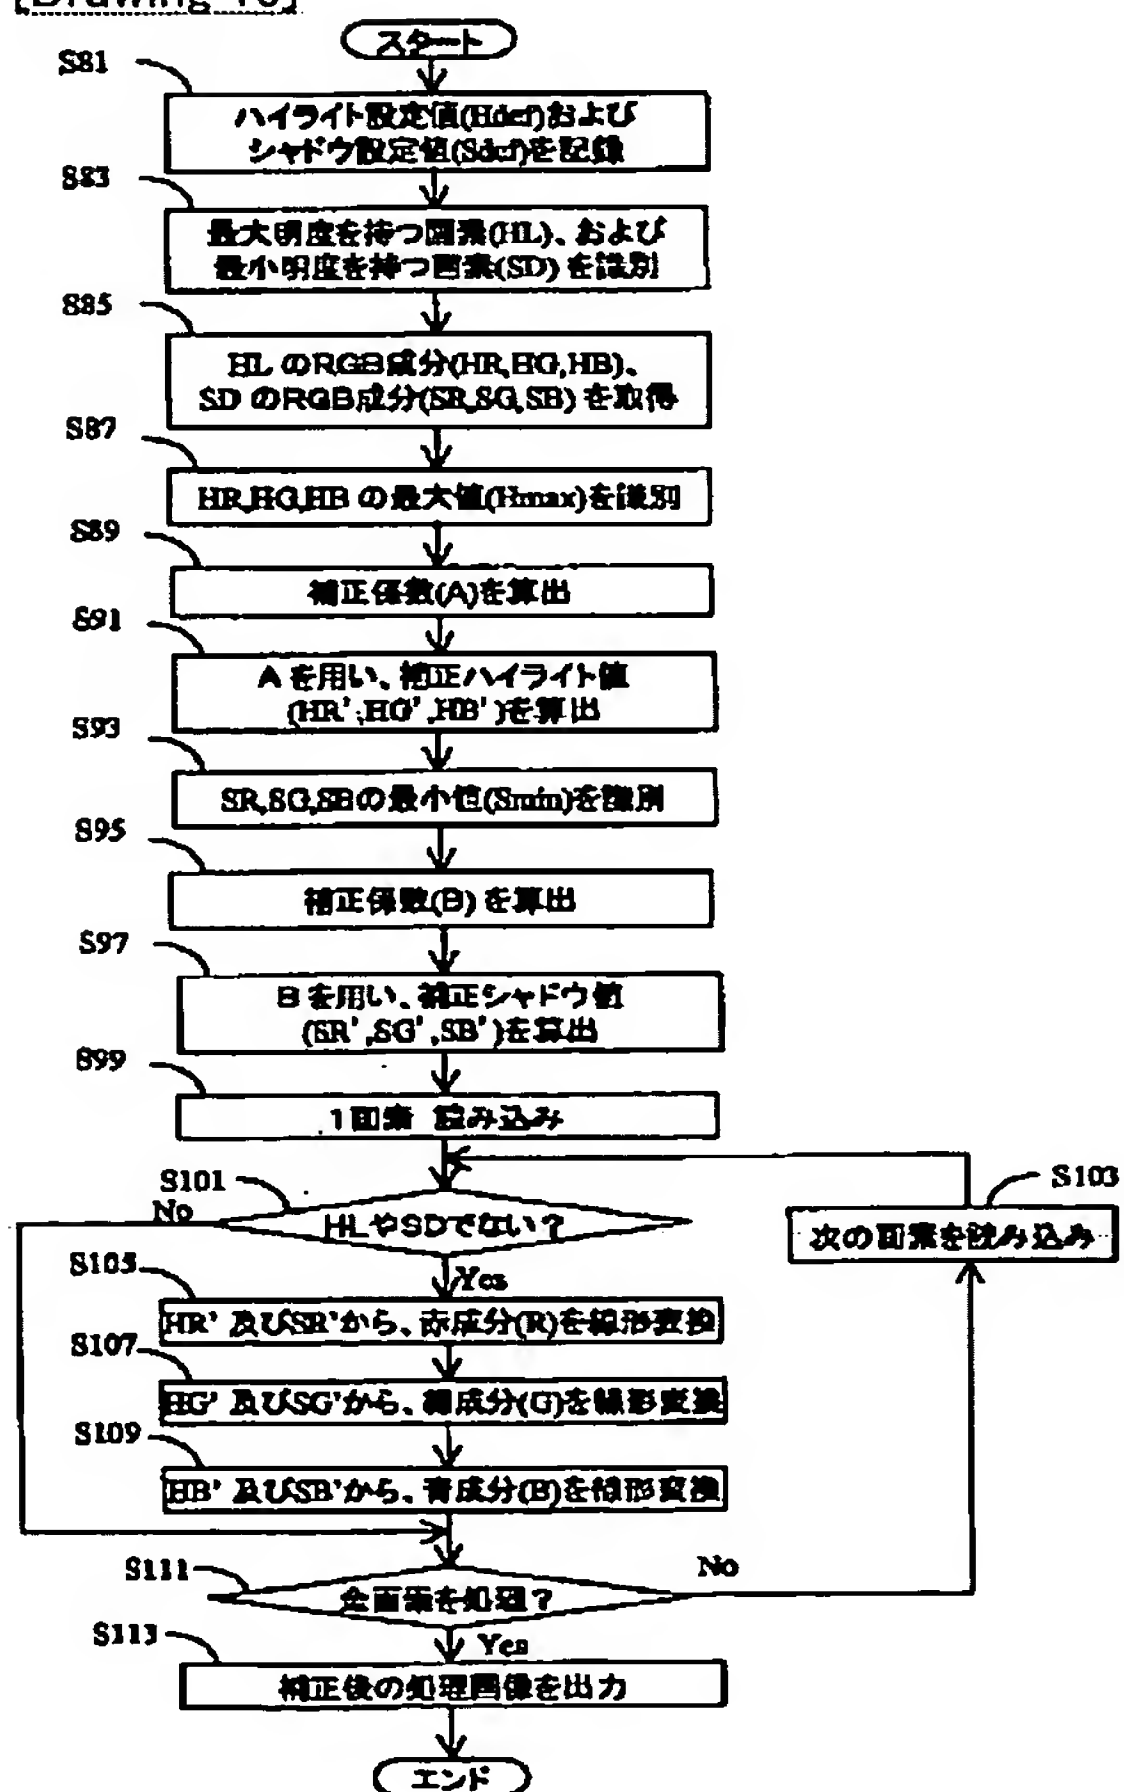 スタート
S81
ハイライト設定値(Hdef)および
シャドウ設定値(Sdef)を記録
S83
最大明度を持つ画素(HL)、および
最小明度を持つ画素(SD)を識別
S85
HL のRGB成分(HR,HG,HB)、
SD のRGB成分(SR,SG,SB)を取得
S87
HR,HG,HB の最大値(Hmax)を識別
S89
補正係数(A)を算出
S91
A を用い、補正ハイライト値
(HR',HG',HB')を算出
S93
SR,SG,SBの最小値(Smin)を識別
S95
補正係数(B)を算出
S97
B を用い、補正シャドウ値
(SR',SG',SB')を算出
S99
1画素 読み込み
S101
No
HLやSDでない?
S103
次の画素を読み込み
Yes
S105
HR' 及びSR'から、赤成分(R)を線形変換
S107
HG' 及びSG'から、緑成分(G)を線形変換
S109
HB' 及びSB'から、青成分(B)を線形変換
S111
全画素を処理?
No
Yes
S113
補正後の処理画像を出力
エンド